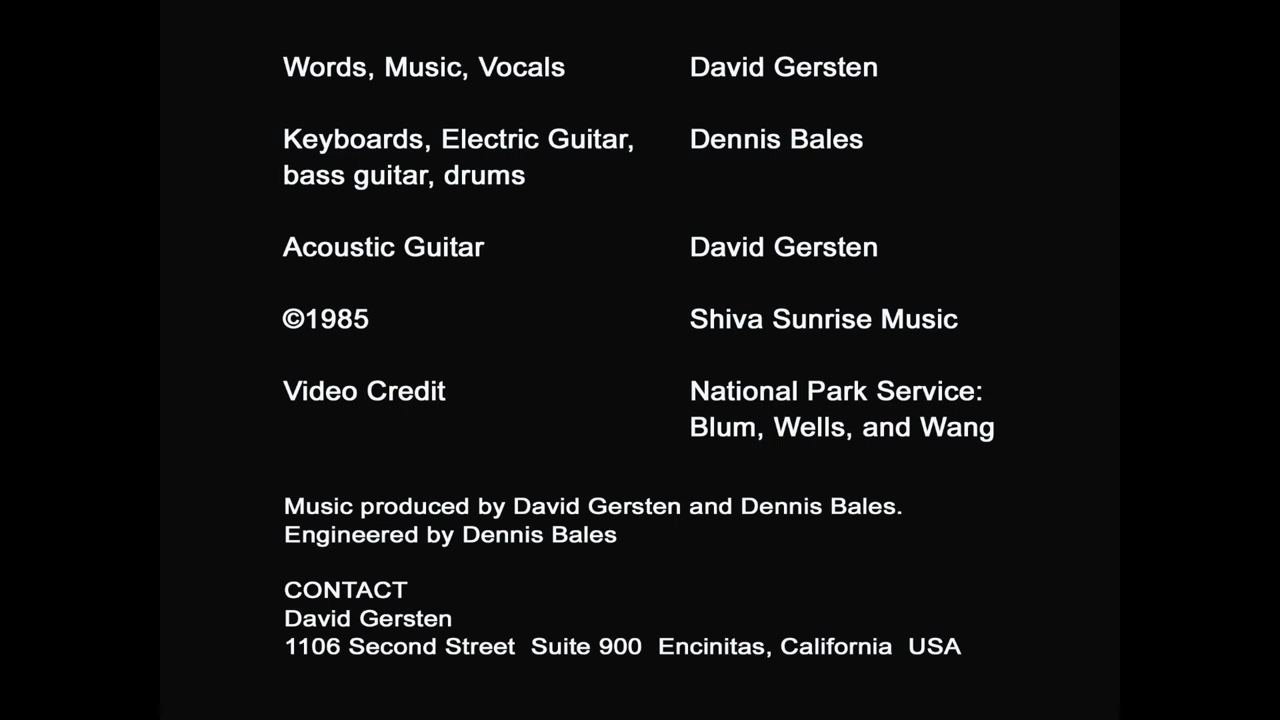 Words, Music, Vocals David Gersten
Keyboards, Electric Guitar, Dennis Bales
bass guitar, drums
Acoustic Guitar David Gersten
©1985 Shiva Sunrise Music
Video Credit National Park Service:
Blum, Wells, and Wang
Music produced by David Gersten and Dennis Bales.
Engineered by Dennis Bales
CONTACT
David Gersten
1106 Second Street Suite 900 Encinitas, California USA